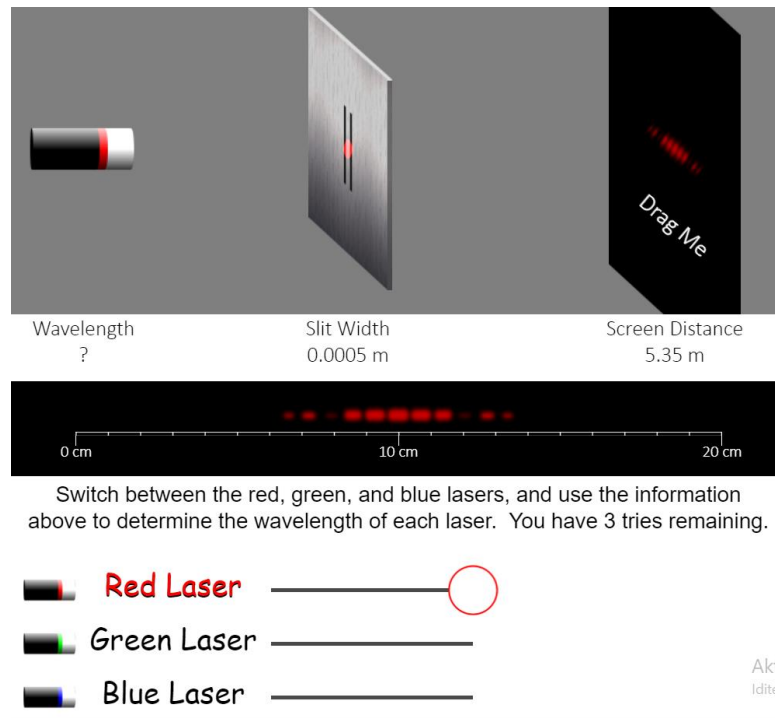 Drag Me
Wavelength
?
Slit Width
0.0005 m
Screen Distance
5.35 m
0 cm
10 cm
20 cm
Switch between the red, green, and blue lasers, and use the information
above to determine the wavelength of each laser. You have 3 tries remaining.
Red Laser
Green Laser
Blue Laser